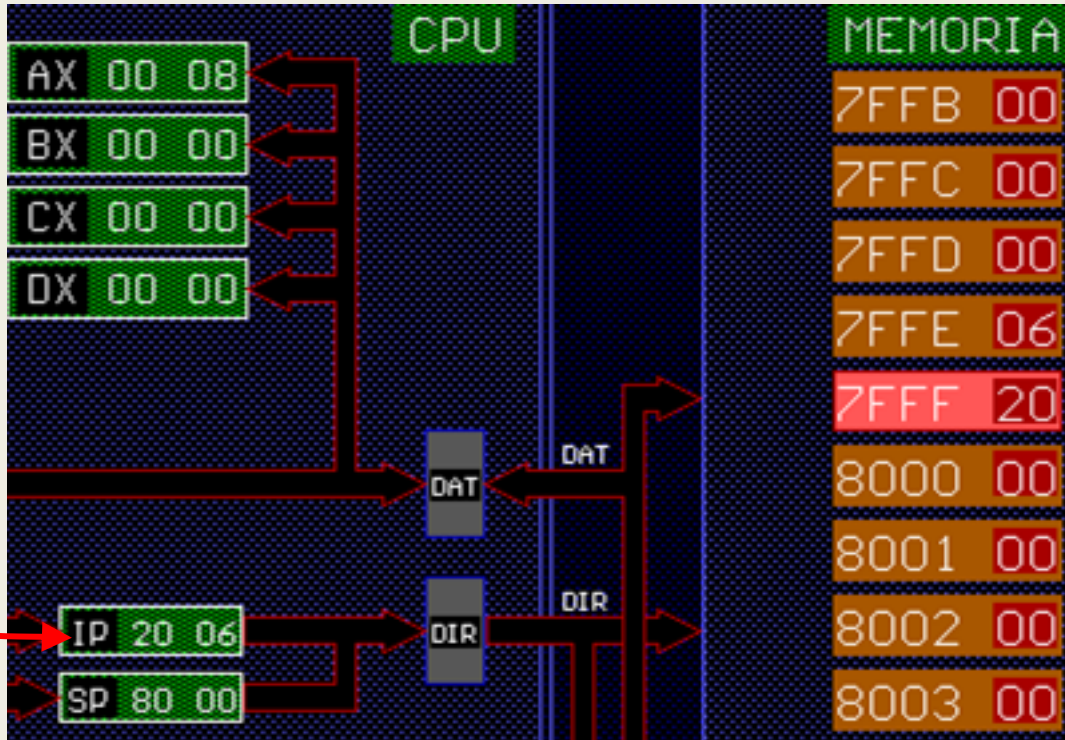 CPU
AX 00 08
BX 00 00
CX 00 00
DX 00 00
DAT
DAT
DIR
DIR
IP 20 06
SP 80 00
MEMORIA
7FFB 00
7FFC 00
7FFD 00
7FFE 06
7FFF 20
8000 00
8001 00
8002 00
8003 00